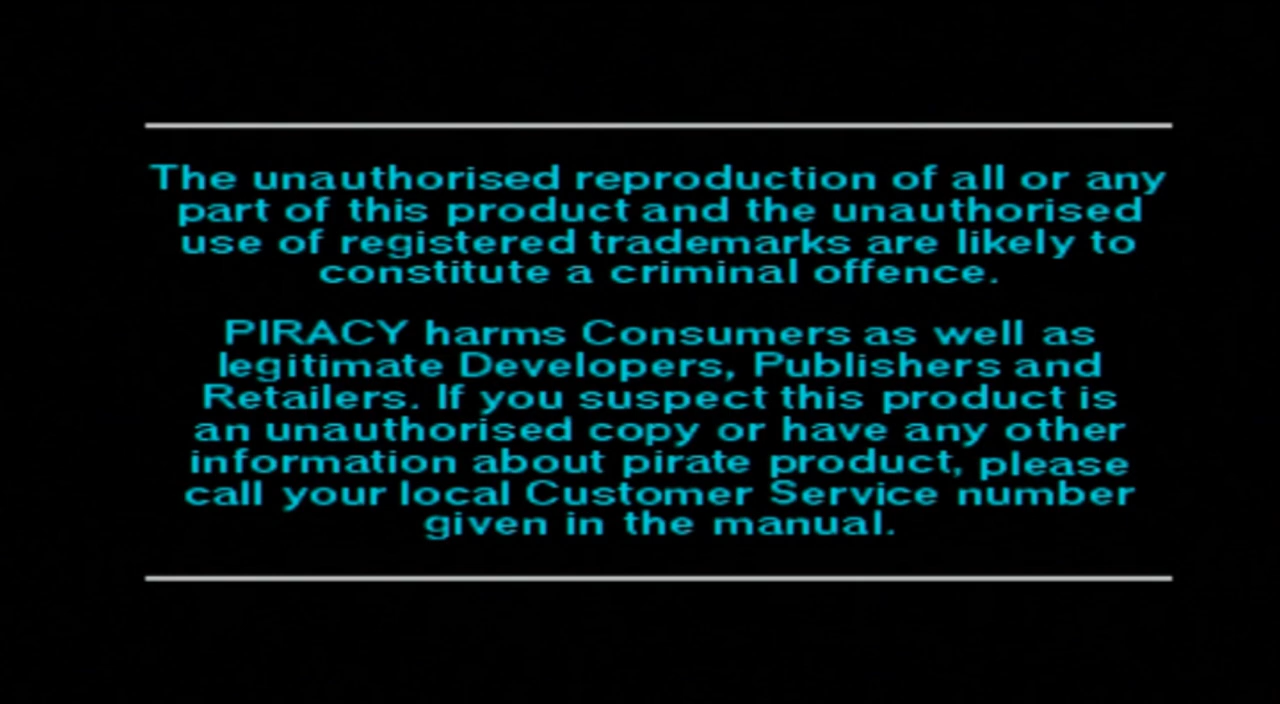 The unauthorised reproduction of all or any
part of this product and the unauthorised
use of registered trademarks are likely to
constitute a criminal offence.
PIRACY harms Consumers as well as
legitimate Developers, Publishers and
Retailers. If you suspect this product is
an unauthorised copy or have any other
information about pirate product, please
call your local Customer Service number
given in the manual.